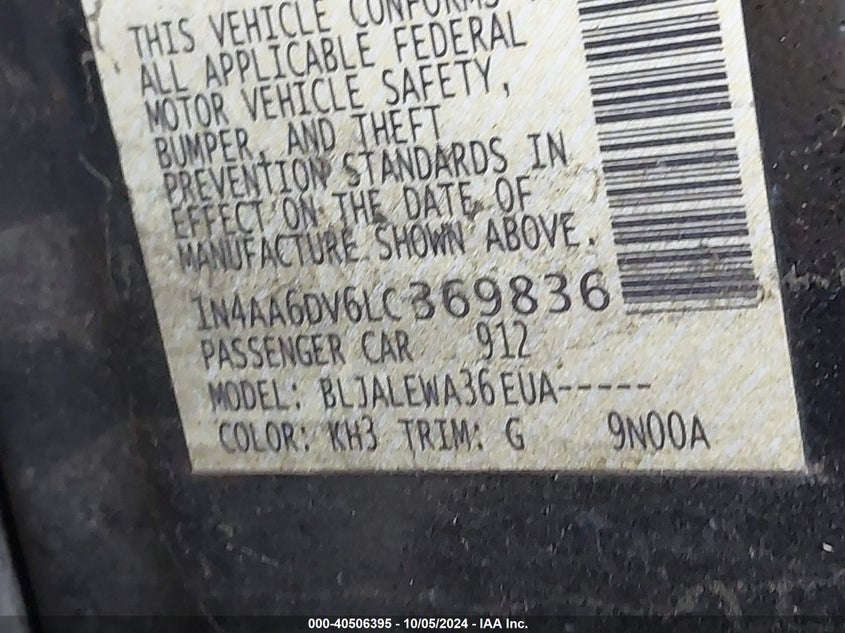 THIS VEHICLE CONFORMS
ALL APPLICABLE FEDERAL
MOTOR VEHICLE SAFETY,
BUMPER, AND THEFT
PREVENTION STANDARDS IN
EFFECT ON THE DATE OF
MANUFACTURE SHOWN ABOVE.
1N4AA6DV6LC369836
PASSENGER CAR 912
MODEL: BLJALEWA36EUA-----
COLOR: KH3 TRIM: G 9N00A
000-40506395 - 10/05/2024 - IAA Inc.